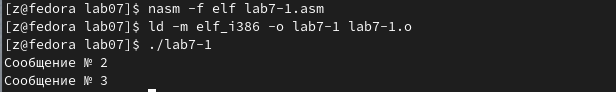 [z@fedora lab07]$ nasm -f elf lab7-1.asm
[z@fedora lab07]$ ld -m elf_i386 -o lab7-1 lab7-1.o
[z@fedora lab07]$ ./lab7-1
Сообщение № 2
Сообщение № 3